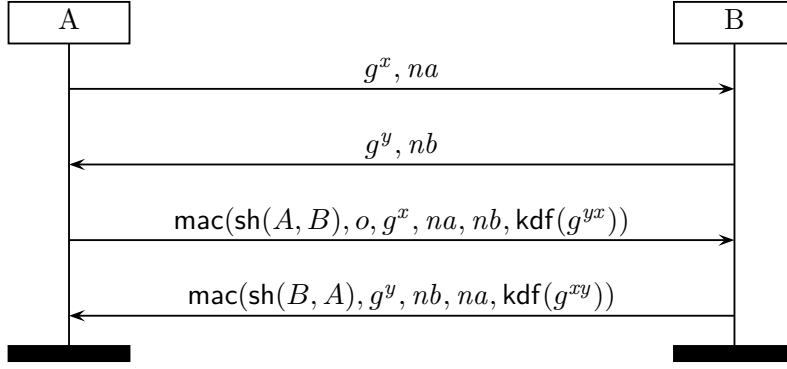 A B
g^x, na
g^y, nb
mac(sh(A, B), o, g^x, na, nb, kdf(g^{yx}))
mac(sh(B, A), g^y, nb, na, kdf(g^{xy}))